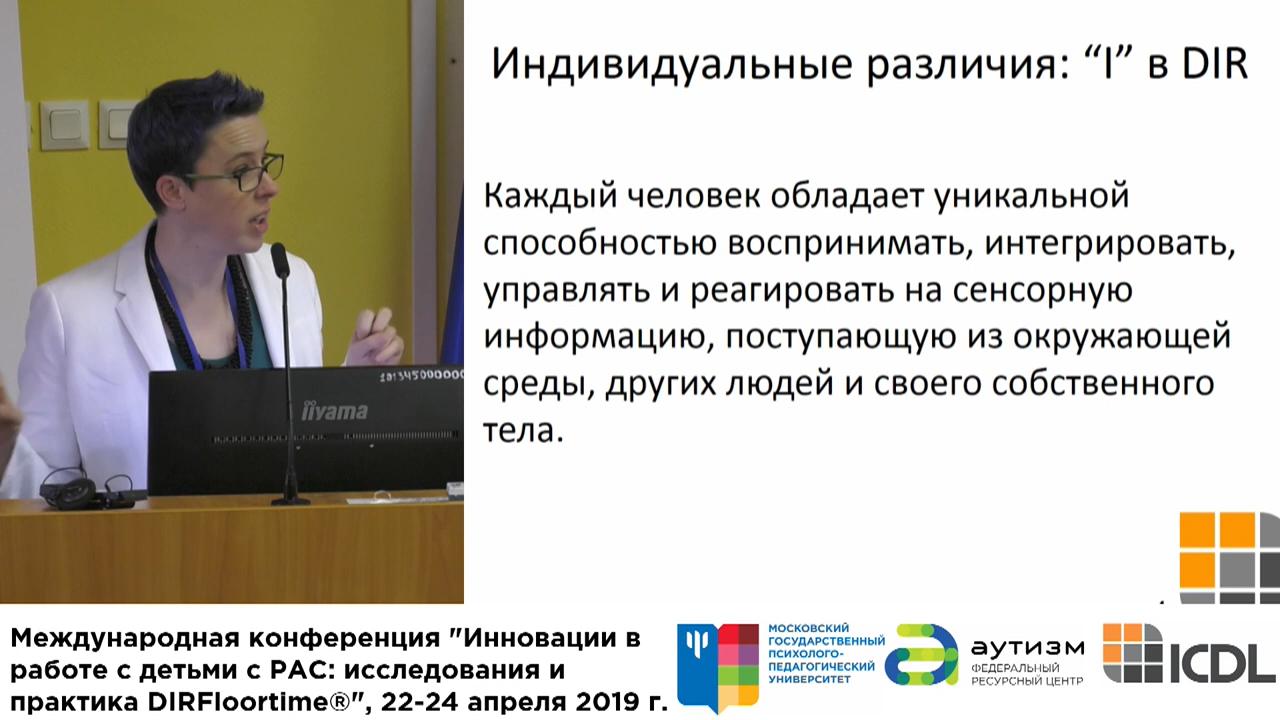 Индивидуальные различия: “I” в DIR
Каждый человек обладает уникальной
способностью воспринимать, интегрировать,
управлять и реагировать на сенсорную
информацию, поступающую из окружающей
среды, других людей и своего собственного
тела.
iiyama
Международная конференция "Инновации в
работе с детьми с РАС: исследования и
практика DIRFloortime®", 22-24 апреля 2019 г.
МОСКОВСКИЙ
ГОСУДАРСТВЕННЫЙ
ПСИХОЛОГО-
ПЕДАГОГИЧЕСКИЙ
УНИВЕРСИТЕТ
аутизм
ФЕДЕРАЛЬНЫЙ
РЕСУРСНЫЙ ЦЕНТР
ICDL